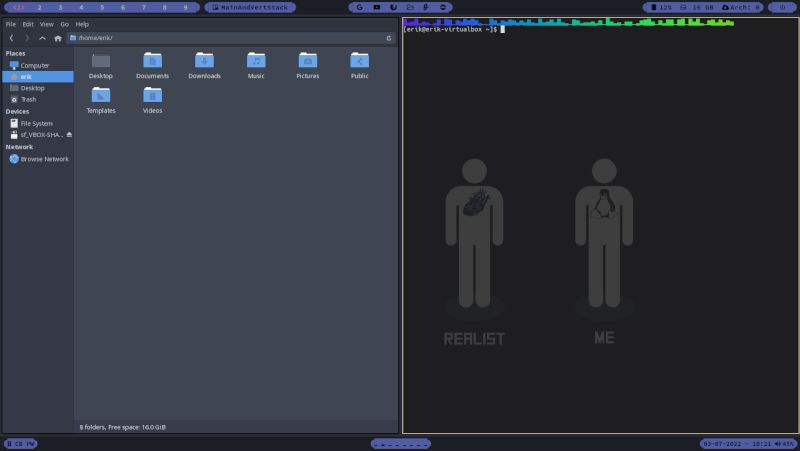 <1> 2 3 4 5 6 7 8 9
MainAndVertStack
12% 16 GB Arch: 0
File Edit View Go Help
/home/erik/
Places
Computer
erik
Desktop
Trash
Devices
File System
sf_VBOX-SHA...
Network
Browse Network
Desktop Documents Downloads Music Pictures Public
Templates Videos
8 folders, Free space: 16.0 GiB
[erik@erik-virtualbox ~]$
REALIST ME
CB PW
03-07-2022 — 18:21 45%